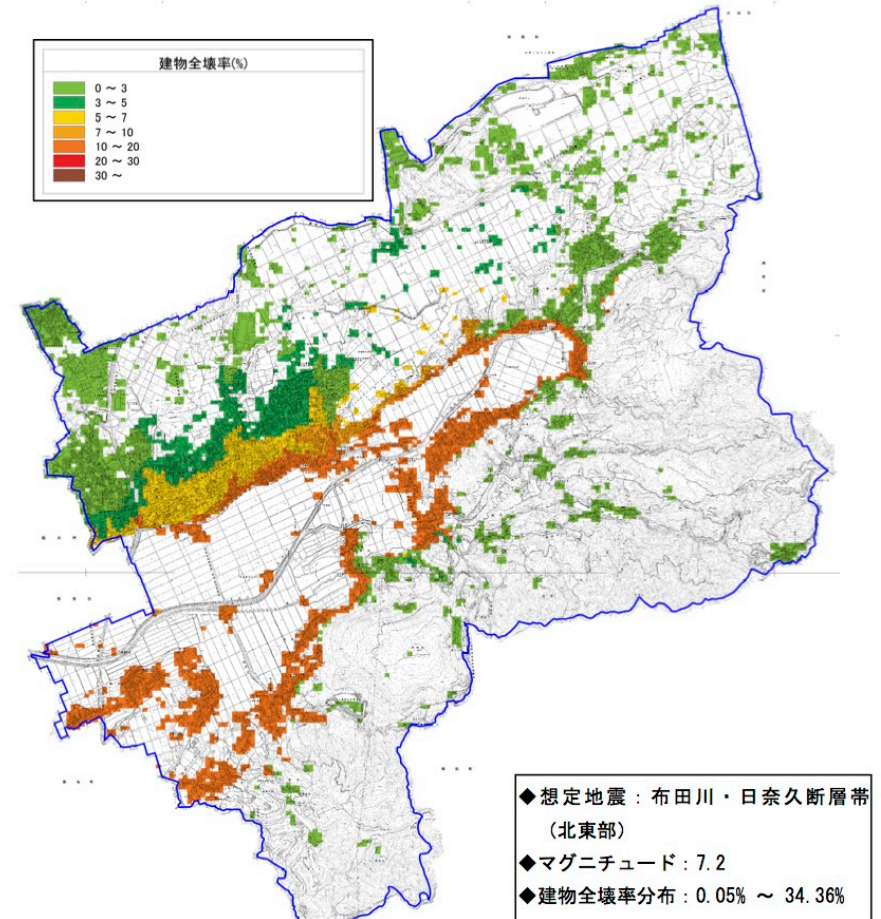 建物全壊率(%)
0 ～ 3
3 ～ 5
5 ～ 7
7 ～ 10
10 ～ 20
20 ～ 30
30 ～
◆想定地震：布田川・日奈久断層帯
（北東部）
◆マグニチュード：7.2
◆建物全壊率分布：0.05% ～ 34.36%